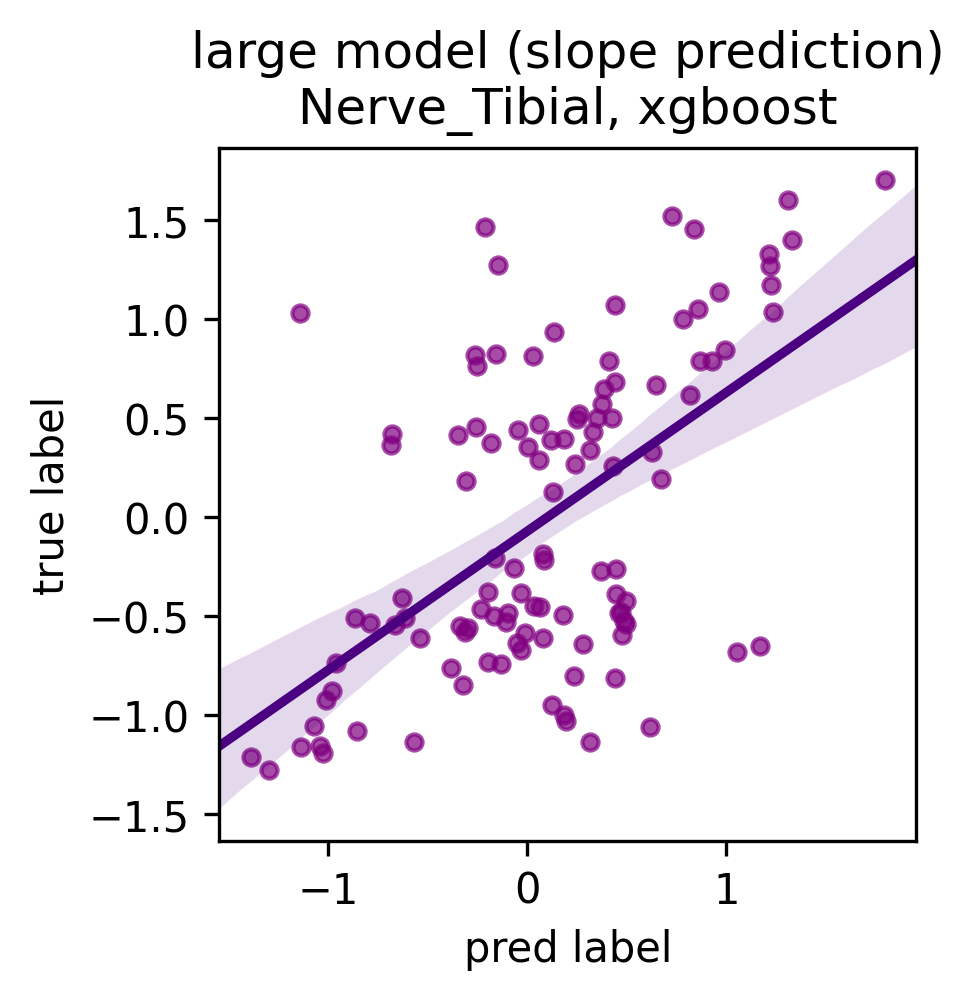 large model (slope prediction)
Nerve_Tibial, xgboost
1.5
1.0
0.5
0.0
−0.5
−1.0
−1.5
true label
−1
0
1
pred label